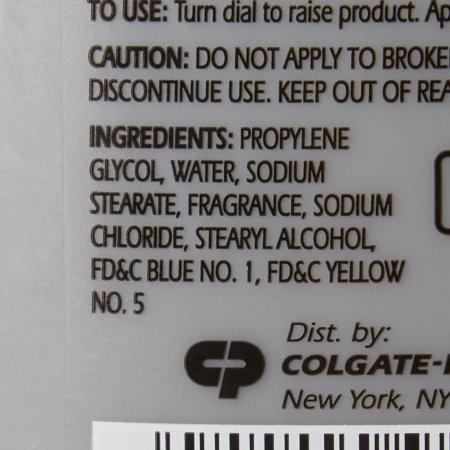 TO USE: Turn dial to raise product.
CAUTION: DO NOT APPLY TO
DISCONTINUE USE. KEEP OUT OF
INGREDIENTS: PROPYLENE
GLYCOL, WATER, SODIUM
STEARATE, FRAGRANCE, SODIUM
CHLORIDE, STEARYL ALCOHOL,
FD&C BLUE NO. 1, FD&C YELLOW
NO. 5
Dist. by:
CP
COLGATE-
New York, NY